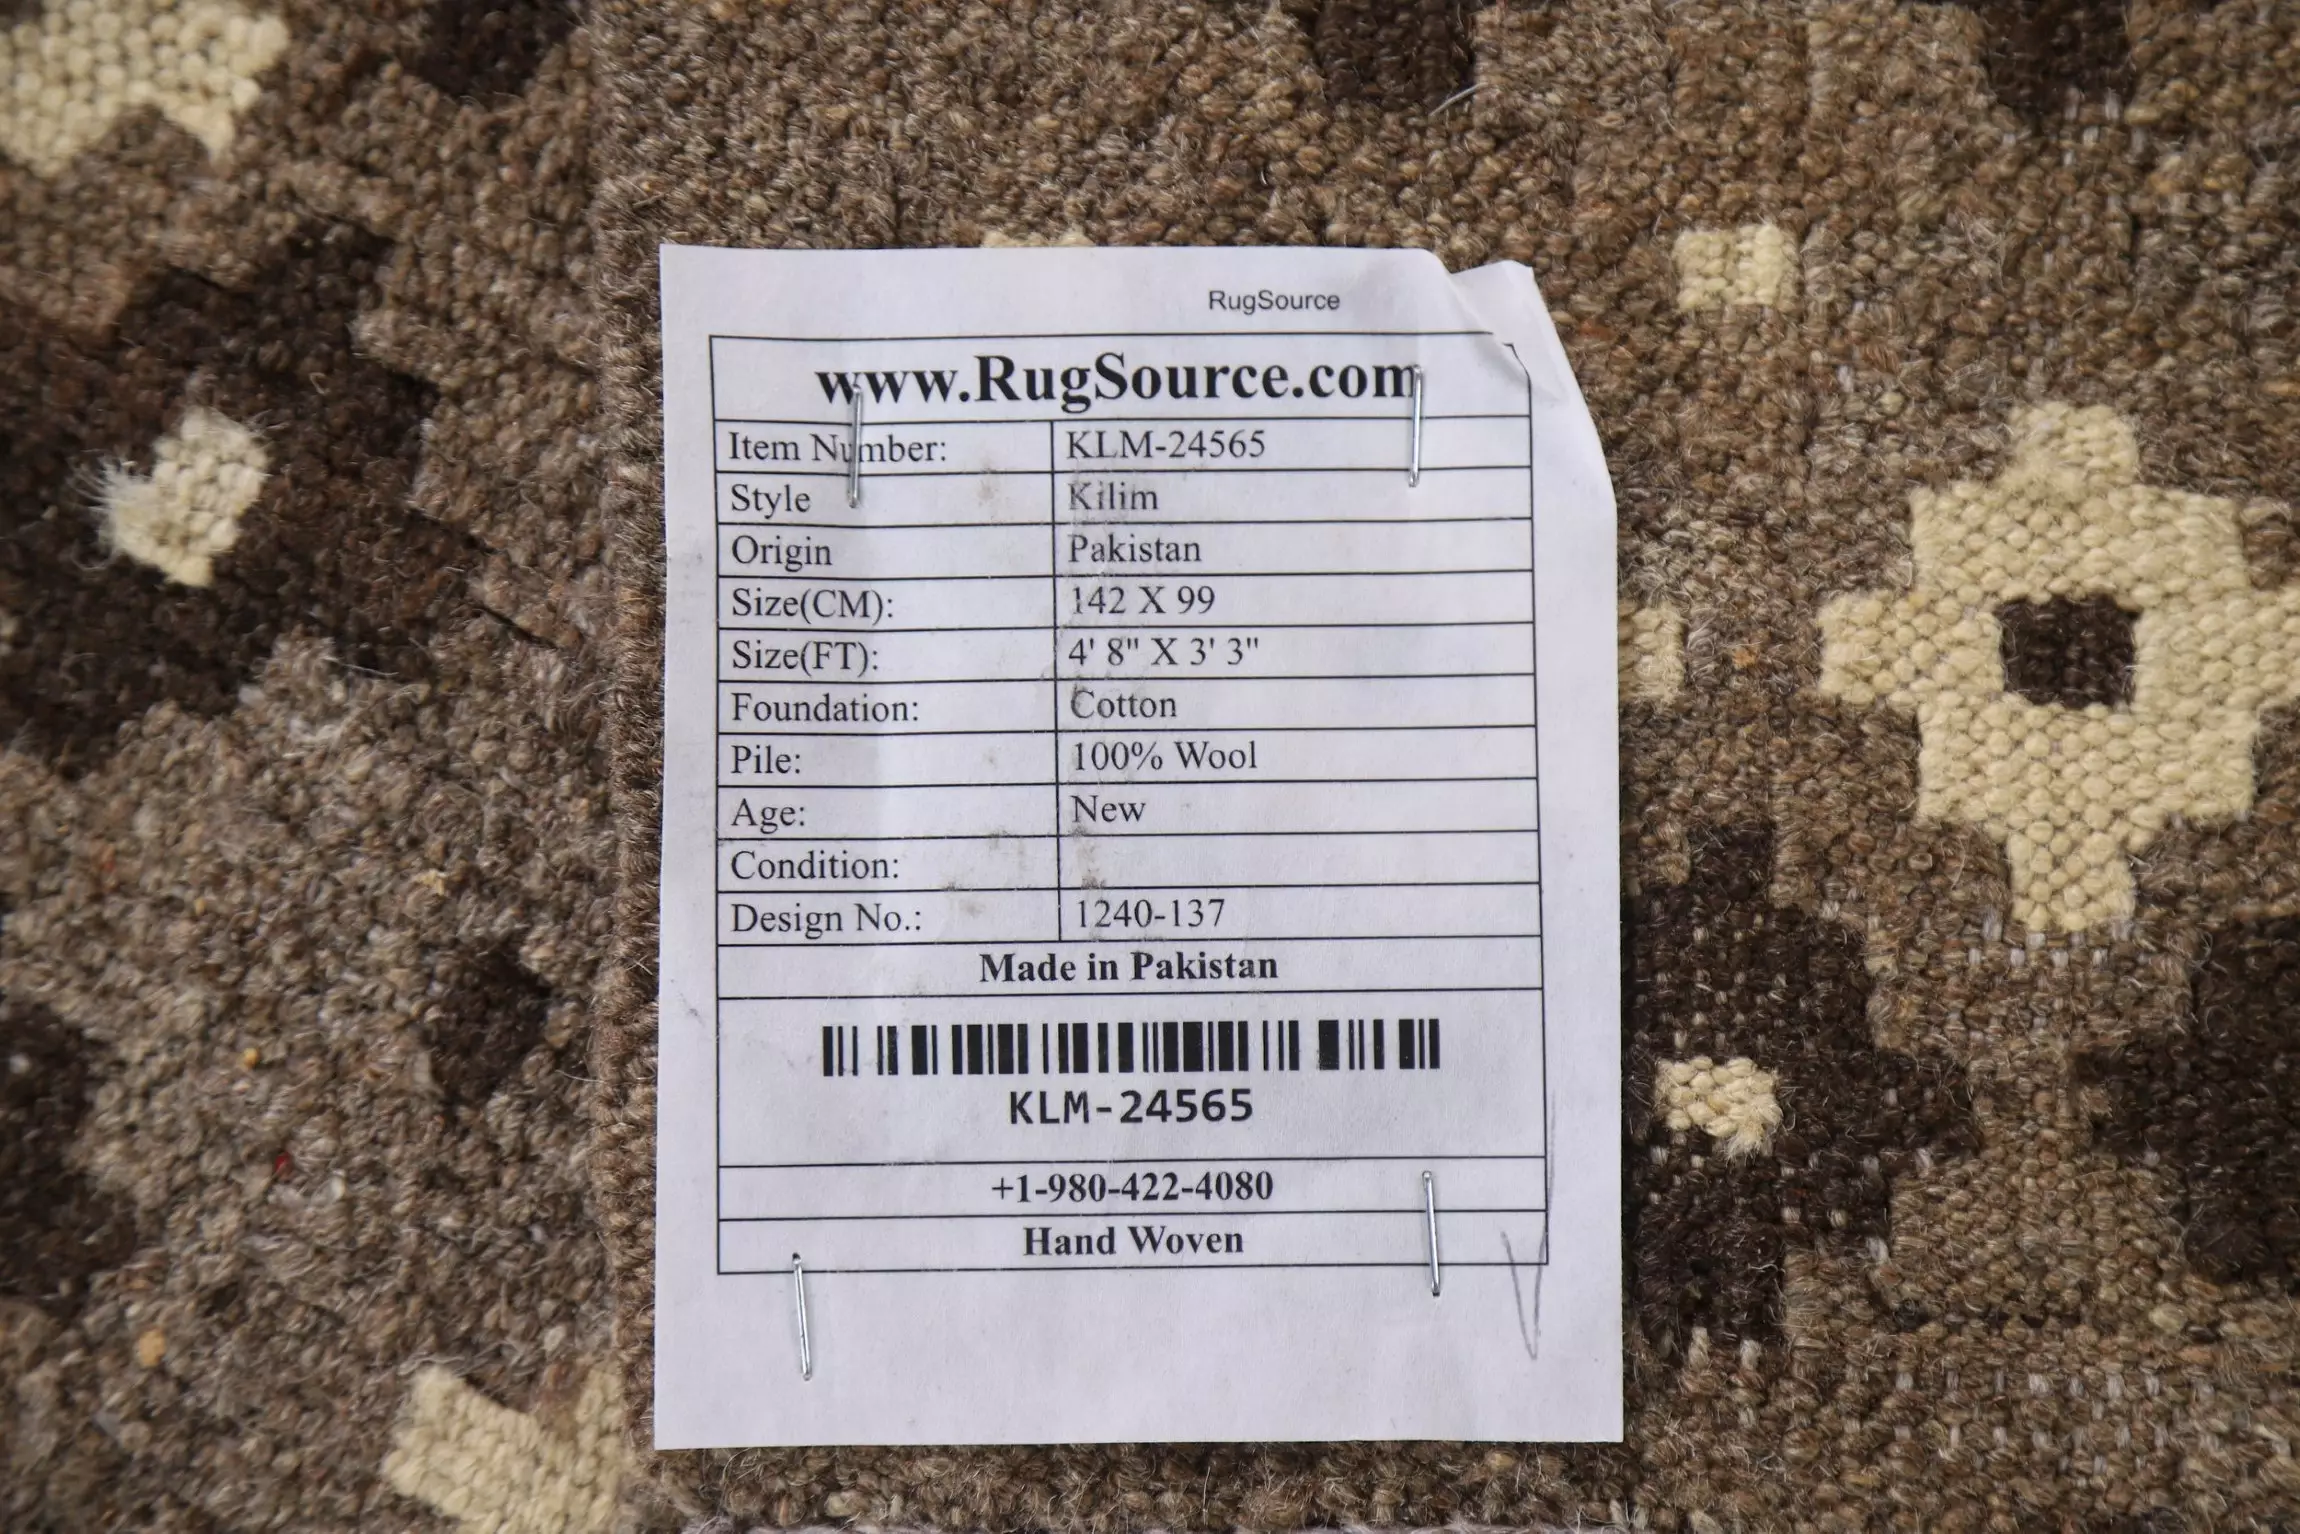 RugSource
www.RugSource.com
Item Number: KLM-24565
Style Kilim
Origin Pakistan
Size(CM): 142 X 99
Size(FT): 4' 8" X 3' 3"
Foundation: Cotton
Pile: 100% Wool
Age: New
Condition:
Design No.: 1240-137
Made in Pakistan
KLM-24565
+1-980-422-4080
Hand Woven